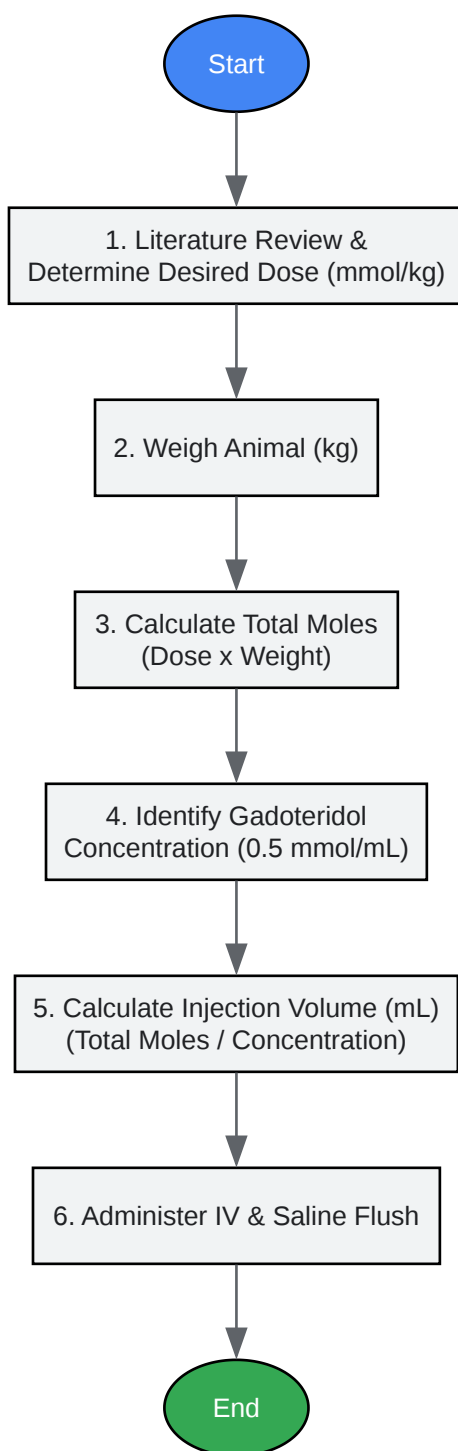 Start
1. Literature Review &
Determine Desired Dose (mmol/kg)
2. Weigh Animal (kg)
3. Calculate Total Moles
(Dose x Weight)
4. Identify Gadoteridol
Concentration (0.5 mmol/mL)
5. Calculate Injection Volume (mL)
(Total Moles / Concentration)
6. Administer IV & Saline Flush
End